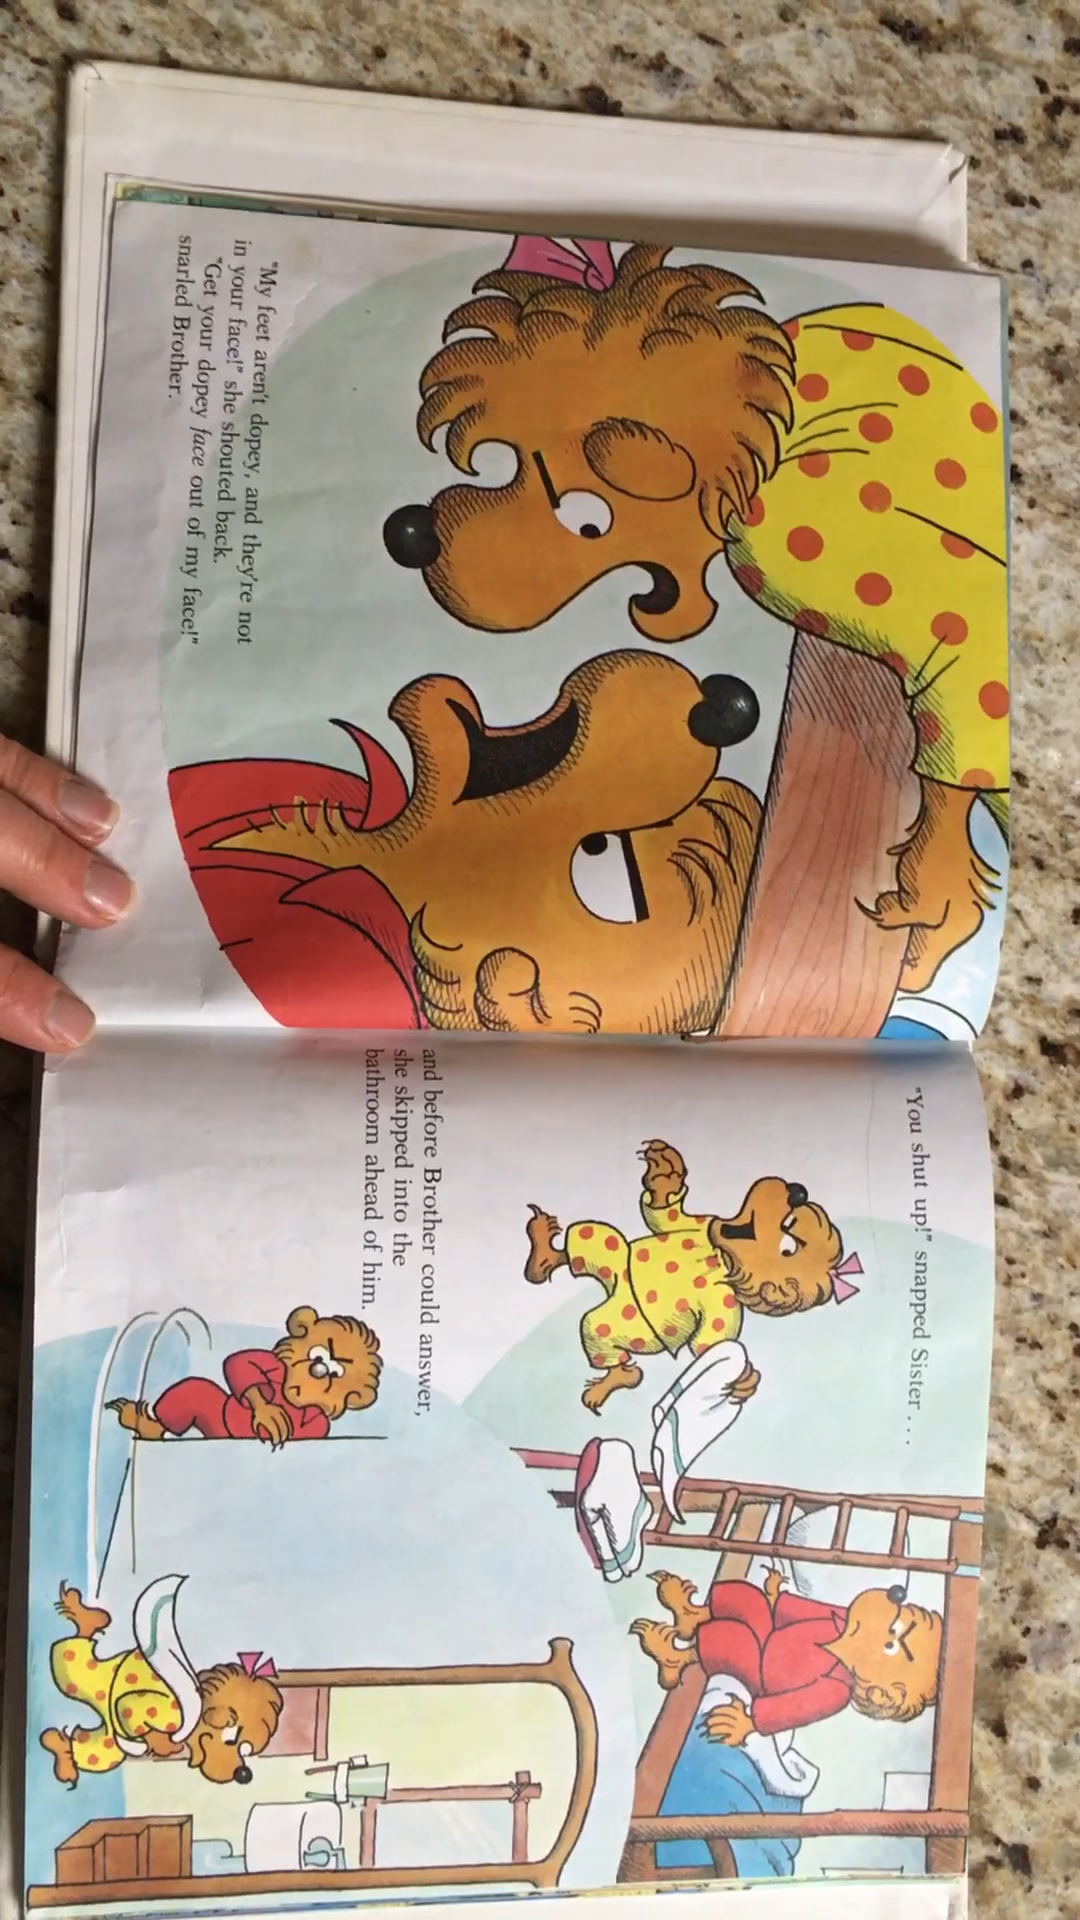 "My feet aren't dopey, and they're not
in your face!" she shouted back.
"Get your dopey face out of my face!"
snarled Brother.
"You shut up!" snapped Sister . . .
and before Brother could answer,
she skipped into the
bathroom ahead of him.